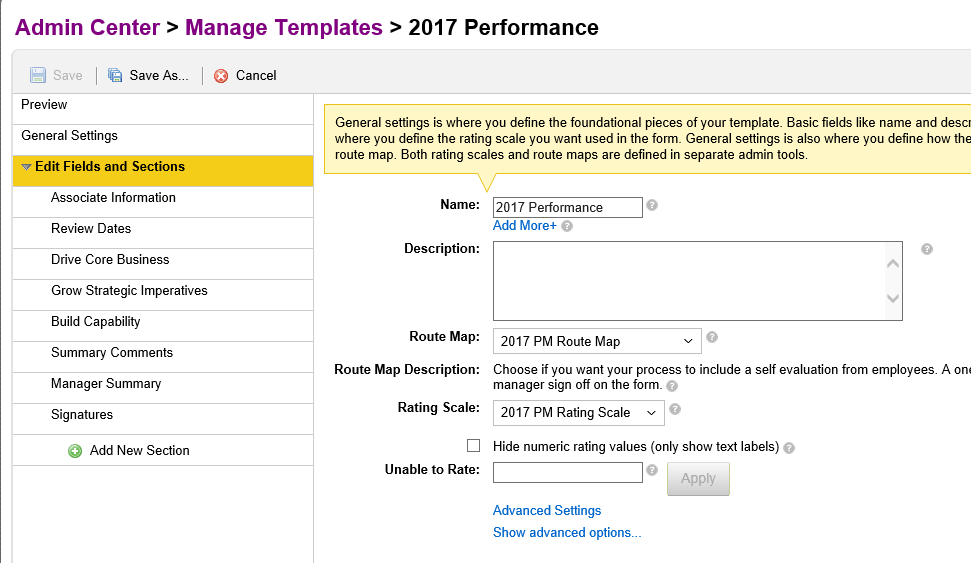 Admin Center > Manage Templates > 2017 Performance
Save
Save As...
Cancel
Preview
General Settings
Edit Fields and Sections
Associate Information
Review Dates
Drive Core Business
Grow Strategic Imperatives
Build Capability
Summary Comments
Manager Summary
Signatures
Add New Section
General settings is where you define the foundational pieces of your template. Basic fields like name and
where you define the rating scale you want used in the form. General settings is also where you define how the
route map. Both rating scales and route maps are defined in separate admin tools.
Name: 2017 Performance ?
Add More+ ?
Description: ?
Route Map: 2017 PM Route Map ?
Route Map Description: Choose if you want your process to include a self evaluation from employees. A
manager sign off on the form. ?
Rating Scale: 2017 PM Rating Scale ?
Hide numeric rating values (only show text labels) ?
Unable to Rate: ? Apply
Advanced Settings
Show advanced options...